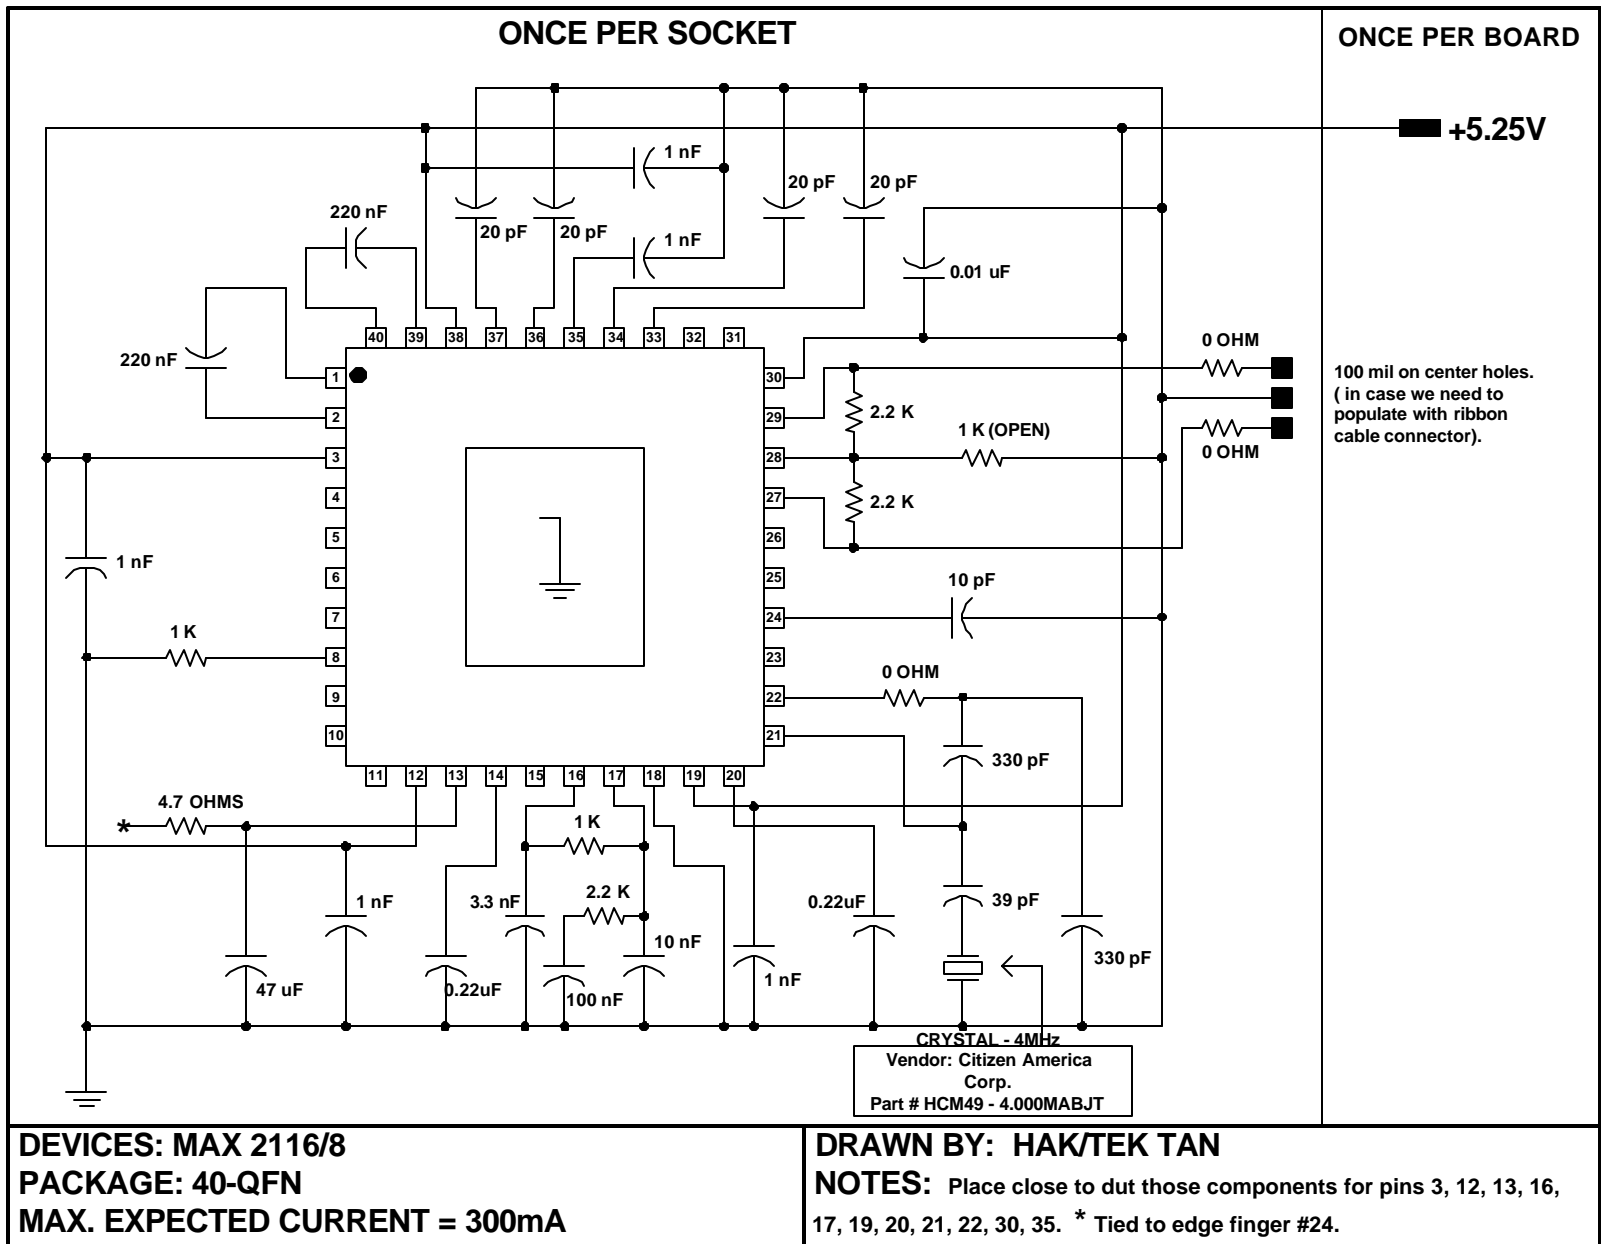 ONCE PER SOCKET
ONCE PER BOARD
+5.25V
1 nF
20 pF
20 pF
220 nF
20 pF
20 pF
1 nF
0.01 uF
40
39
38
37
36
35
34
33
32
31
0 OHM
220 nF
1
2
3
4
5
6
7
8
9
10
30
29
28
27
26
25
24
23
22
21
2.2 K
1 K (OPEN)
0 OHM
2.2 K
100 mil on center holes.
( in case we need to
populate with ribbon
cable connector).
1 nF
10 pF
1 K
0 OHM
330 pF
11
12
13
14
15
16
17
18
19
20
4.7 OHMS
*
1 K
1 nF
3.3 nF
2.2 K
0.22uF
39 pF
10 nF
330 pF
47 uF
0.22uF
100 nF
1 nF
CRYSTAL - 4MHz
Vendor: Citizen America
Corp.
Part # HCM49 - 4.000MABJT
DEVICES: MAX 2116/8
PACKAGE: 40-QFN
MAX. EXPECTED CURRENT = 300mA
DRAWN BY: HAK/TEK TAN
NOTES: Place close to dut those components for pins 3, 12, 13, 16,
17, 19, 20, 21, 22, 30, 35. * Tied to edge finger #24.